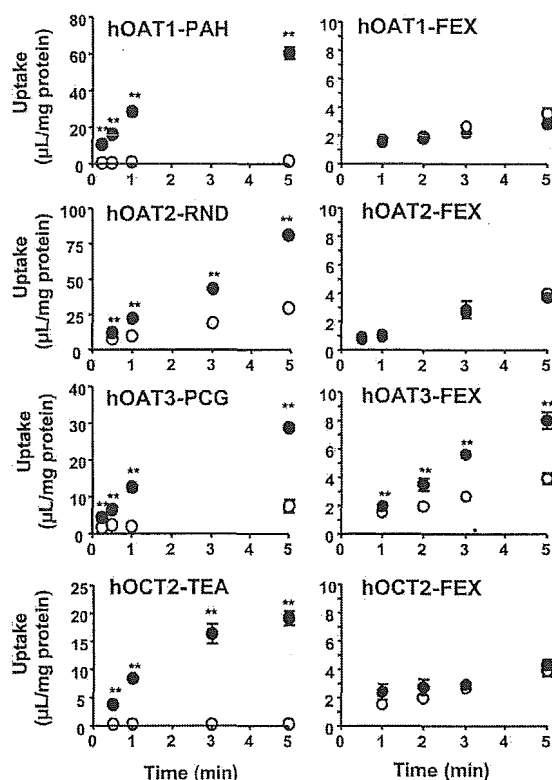 hOAT1-PAH
Uptake
(µL/mg protein)
80
60
40
20
0
** ** ** **
0 1 2 3 4 5
hOAT1-FEX
10
8
6
4
2
0
0 1 2 3 4 5
hOAT2-RND
Uptake
(µL/mg protein)
100
75
50
25
0
** ** ** **
0 1 2 3 4 5
hOAT2-FEX
10
8
6
4
2
0
0 1 2 3 4 5
hOAT3-PCG
Uptake
(µL/mg protein)
40
30
20
10
0
** ** ** **
0 1 2 3 4 5
hOAT3-FEX
10
8
6
4
2
0
** ** ** **
0 1 2 3 4 5
hOCT2-TEA
Uptake
(µL/mg protein)
25
20
15
10
5
0
** ** ** **
0 1 2 3 4 5
Time (min)
hOCT2-FEX
10
8
6
4
2
0
0 1 2 3 4 5
Time (min)